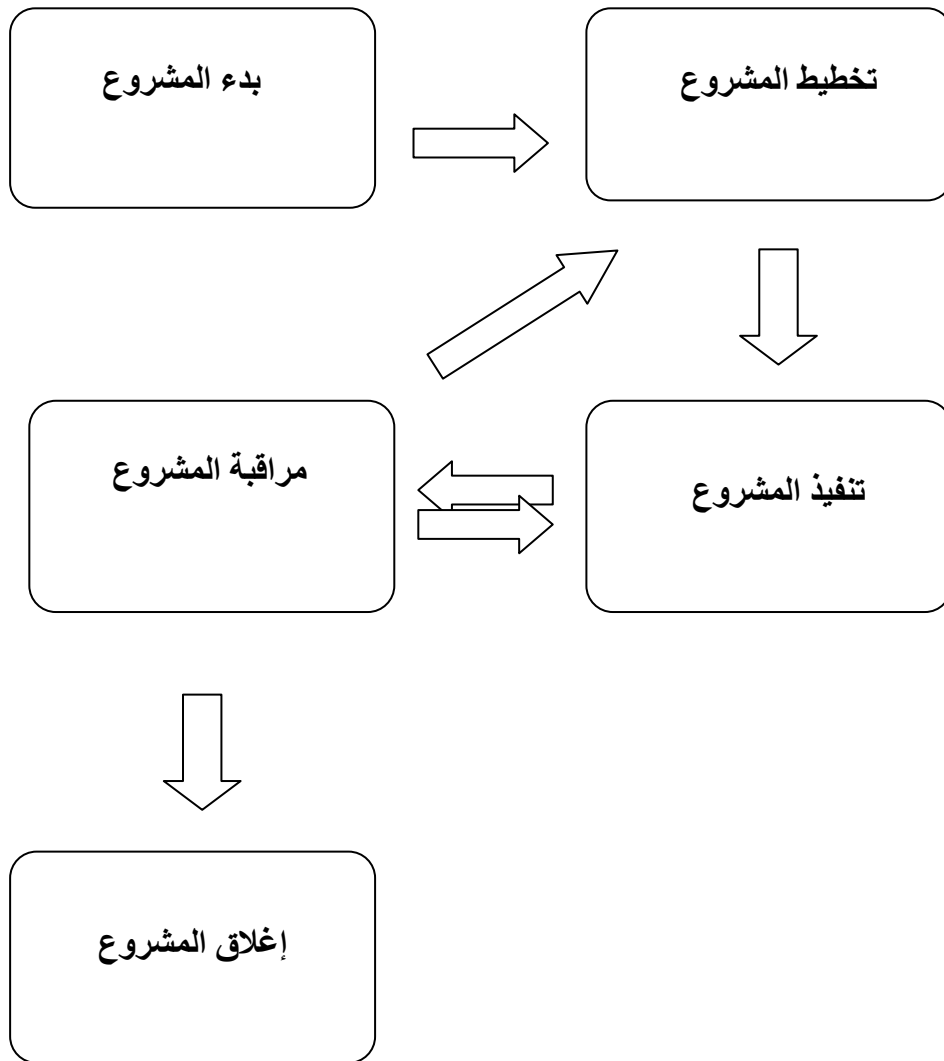 بدء المشروع
تخطيط المشروع
مراقبة المشروع
تنفيذ المشروع
إغلاق المشروع